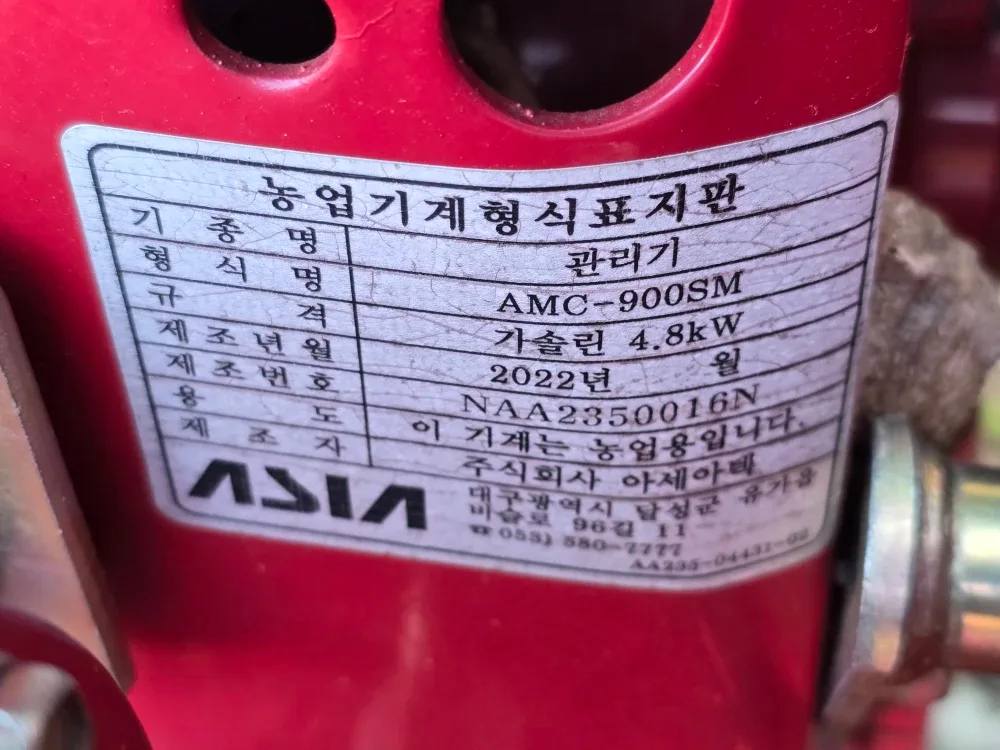 농업기계형식표지판
기종명 관리기
형식명 AMC-900SM
규격 가솔린 4.8kW
제조년월 2022년 월
제조번호 NAA2350016N
용도 이 기계는 농업용입니다.
제조자 주식회사 아세아텍
ASIA
대구광역시 달성군 유가읍
비슬로 96길 11
☎ 053) 580-7777
AA235-04431-02